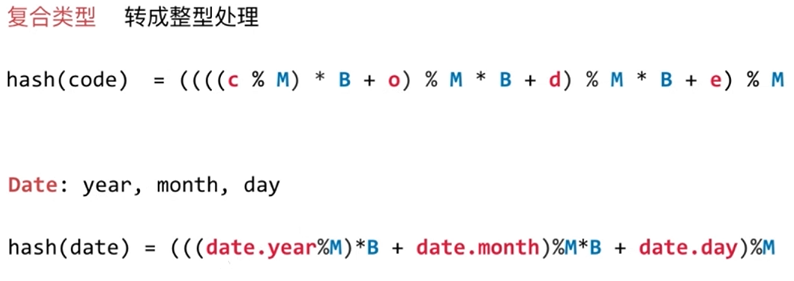 复合类型 转成整型处理
hash(code) = ((((c % M) * B + o) % M * B + d) % M * B + e) % M
Date: year, month, day
hash(date) = (((date.year%M)*B + date.month)%M*B + date.day)%M